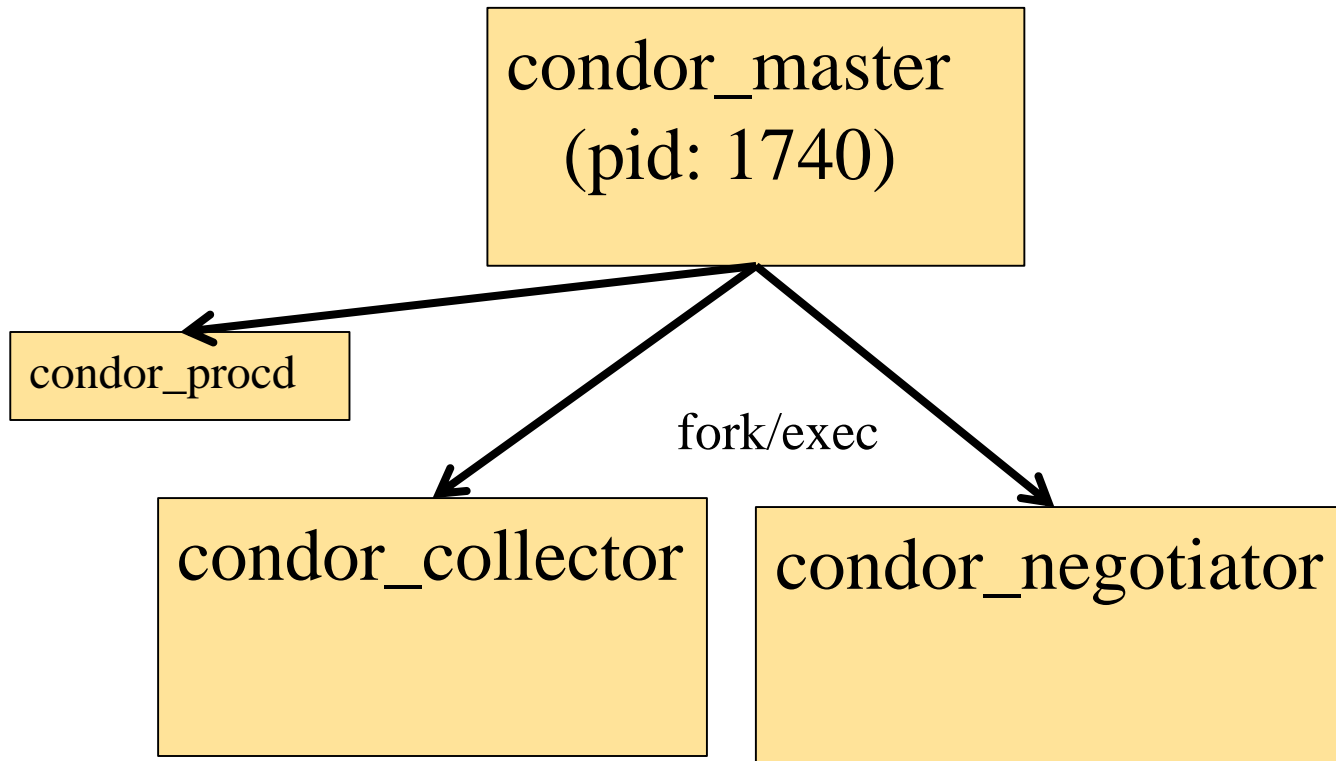 condor_master
(pid: 1740)
condor_procd
fork/exec
condor_collector
condor_negotiator